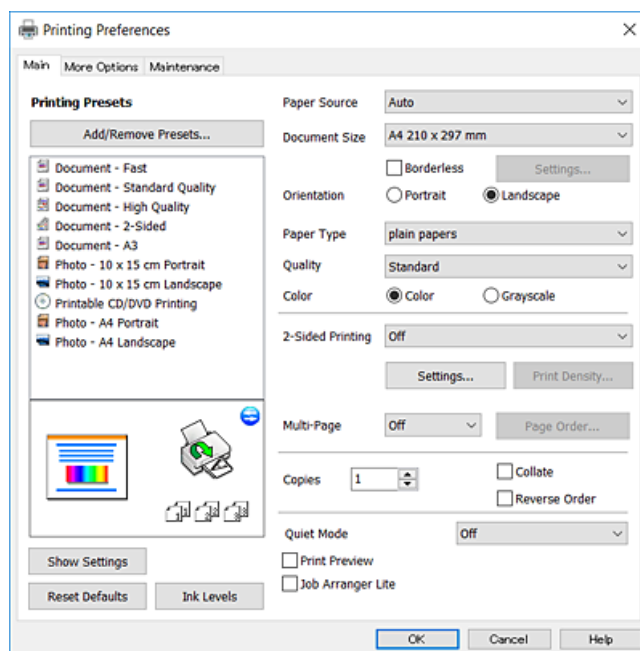 Printing Preferences
Main More Options Maintenance
Printing Presets
Add/Remove Presets...
Document - Fast
Document - Standard Quality
Document - High Quality
Document - 2-Sided
Document - A3
Photo - 10 x 15 cm Portrait
Photo - 10 x 15 cm Landscape
Printable CD/DVD Printing
Photo - A4 Portrait
Photo - A4 Landscape
Show Settings
Reset Defaults Ink Levels
Paper Source Auto
Document Size A4 210 x 297 mm
Borderless Settings...
Orientation Portrait Landscape
Paper Type plain papers
Quality Standard
Color Color Grayscale
2-Sided Printing Off
Settings... Print Density...
Multi-Page Off Page Order...
Copies 1 Collate
Reverse Order
Quiet Mode Off
Print Preview
Job Arranger Lite
OK Cancel Help